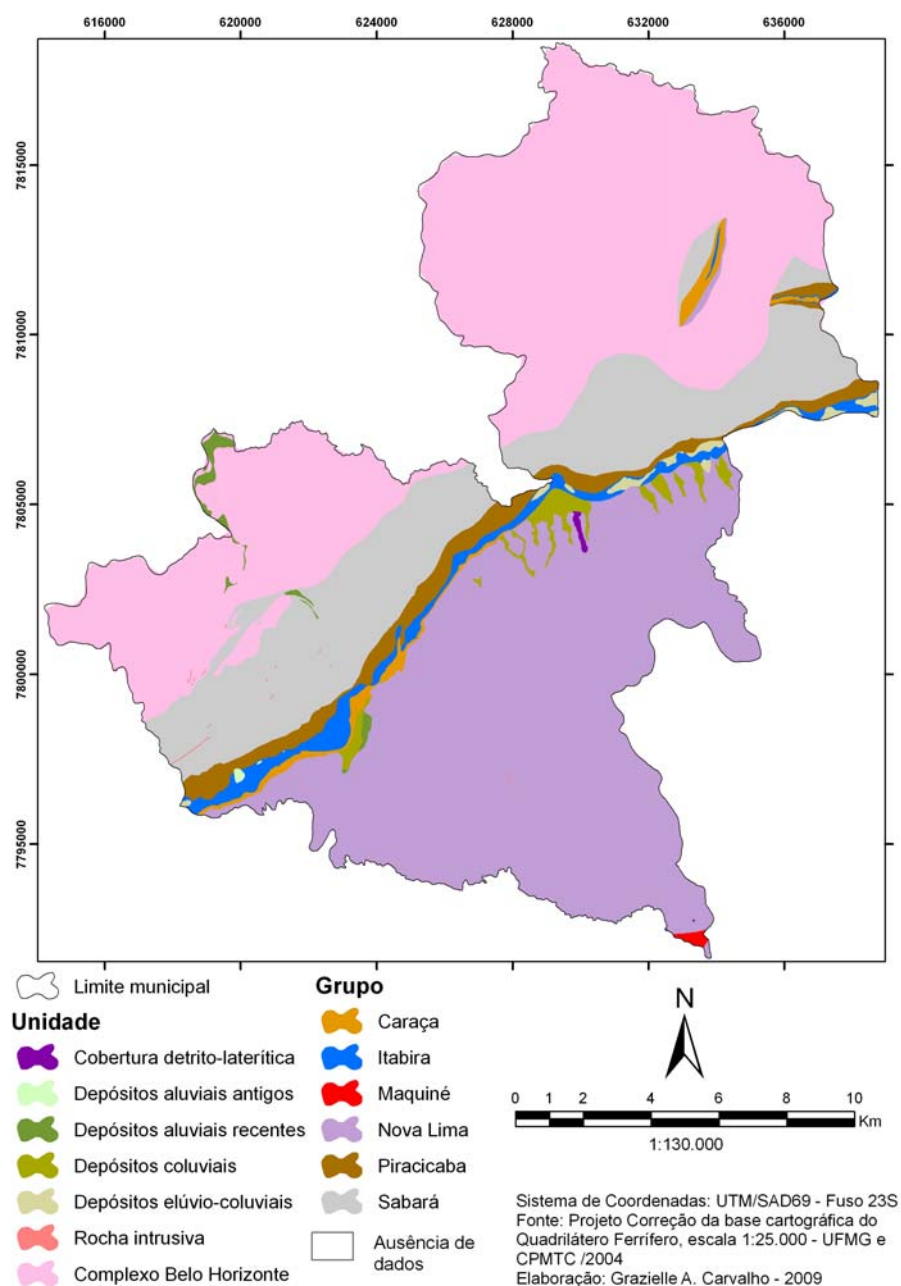 616000 620000 624000 628000 632000 636000
7815000
7810000
7805000
7800000
7795000
Limite municipal
Unidade
Cobertura detrito-laterítica
Depósitos aluviais antigos
Depósitos aluviais recentes
Depósitos coluviais
Depósitos elúvio-coluviais
Rocha intrusiva
Complexo Belo Horizonte
Grupo
Caraça
Itabira
Maquiné
Nova Lima
Piracicaba
Sabará
Ausência de
dados
N
0 2 4 6 8 10
Km
1:130.000
Sistema de Coordenadas: UTM/SAD69 - Fuso 23S
Fonte: Projeto Correção da base cartográfica do
Quadrilátero Ferrífero, escala 1:25.000 - UFMG e
CPMTC /2004
Elaboração: Grazielle A. Carvalho - 2009